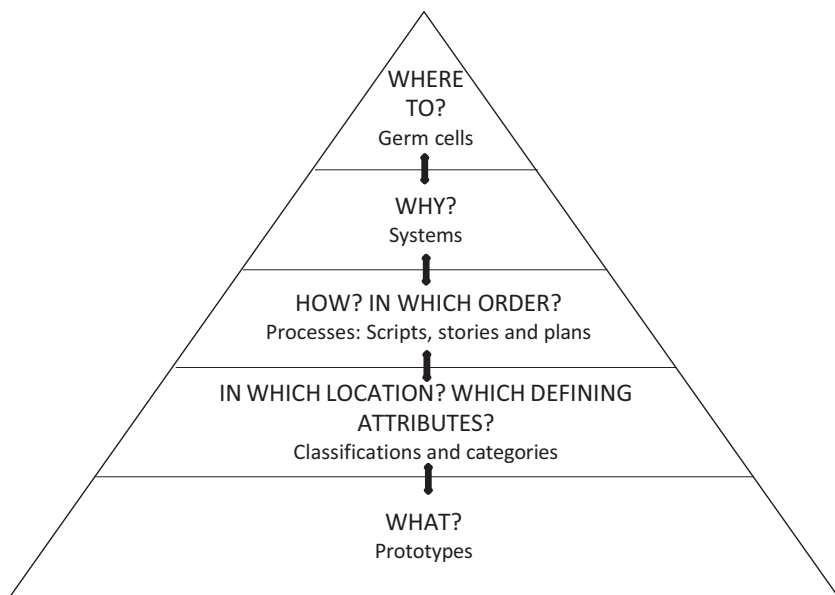 WHERE
TO?
Germ cells
WHY?
Systems
HOW? IN WHICH ORDER?
Processes: Scripts, stories and plans
IN WHICH LOCATION? WHICH DEFINING
ATTRIBUTES?
Classifications and categories
WHAT?
Prototypes